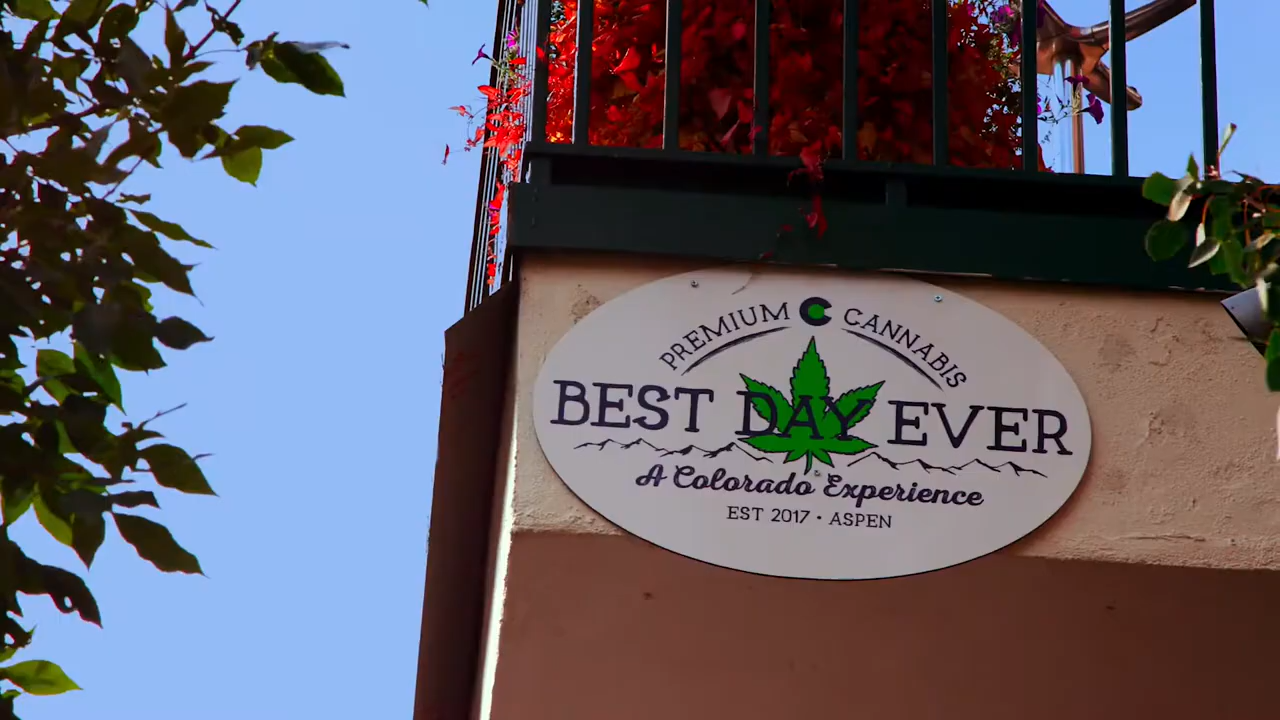 PREMIUM C CANNABIS
BEST DAY EVER
A Colorado Experience
EST 2017 • ASPEN